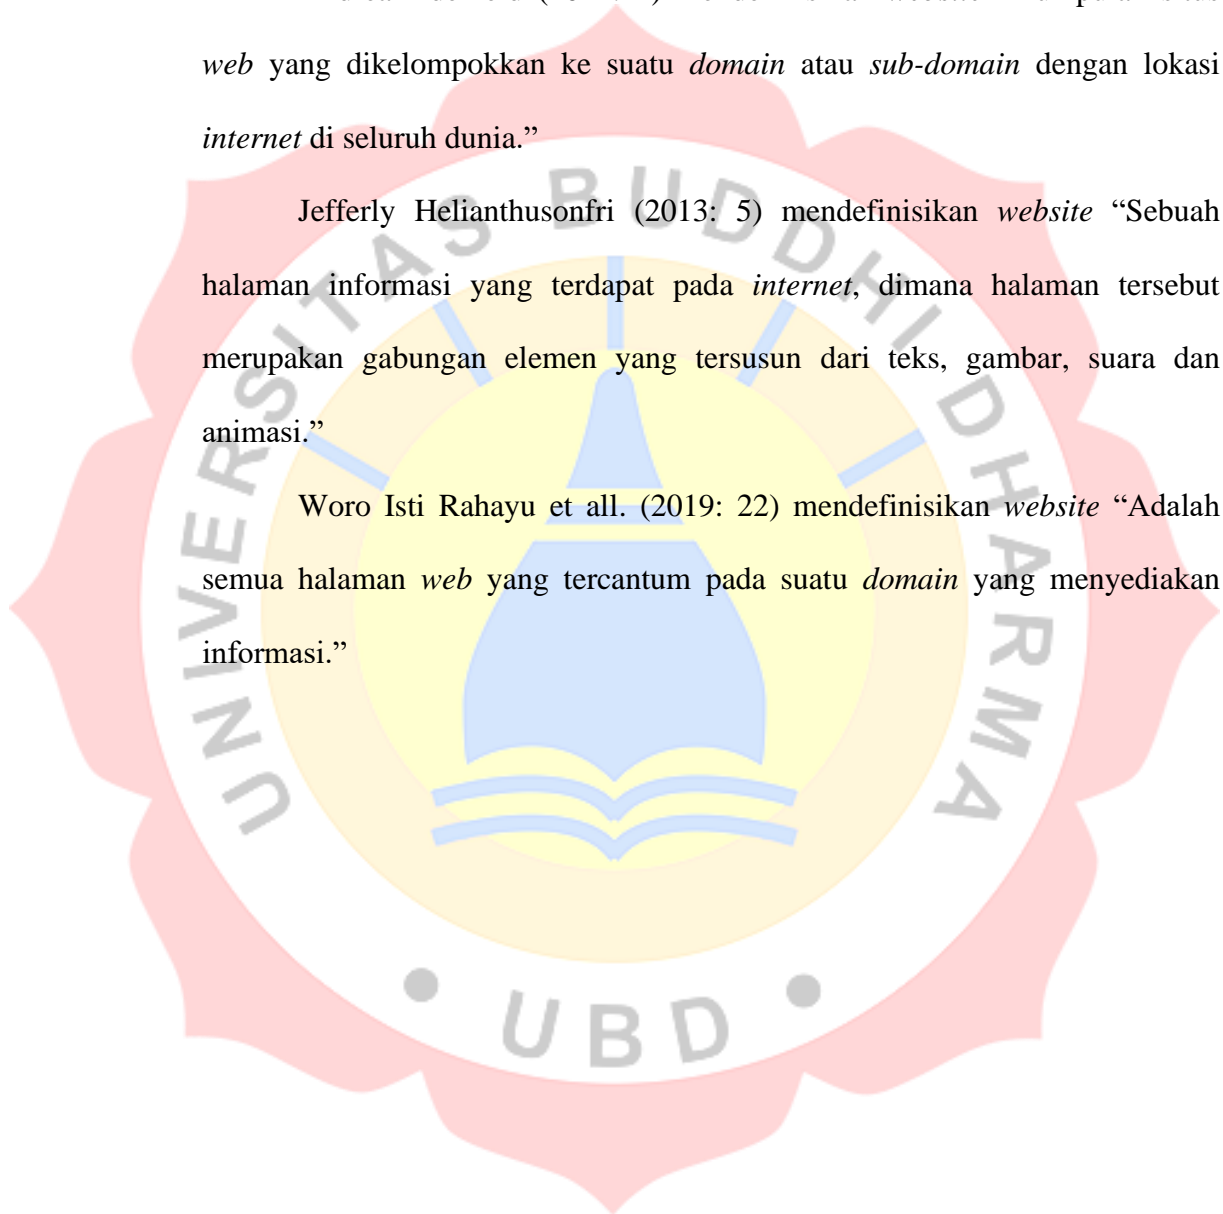 mendefinisikan website
web yang dikelompokkan ke suatu domain atau sub-domain dengan lokasi
internet di seluruh dunia.”
Jefferly Helianthusonfri (2013: 5) mendefinisikan website “Sebuah
halaman informasi yang terdapat pada internet, dimana halaman tersebut
merupakan gabungan elemen yang tersusun dari teks, gambar, suara dan
animasi.”
Woro Isti Rahayu et all. (2019: 22) mendefinisikan website “Adalah
semua halaman web yang tercantum pada suatu domain yang menyediakan
informasi.”
UNIVERSITAS BUDDHI DHARMA
• UBD •